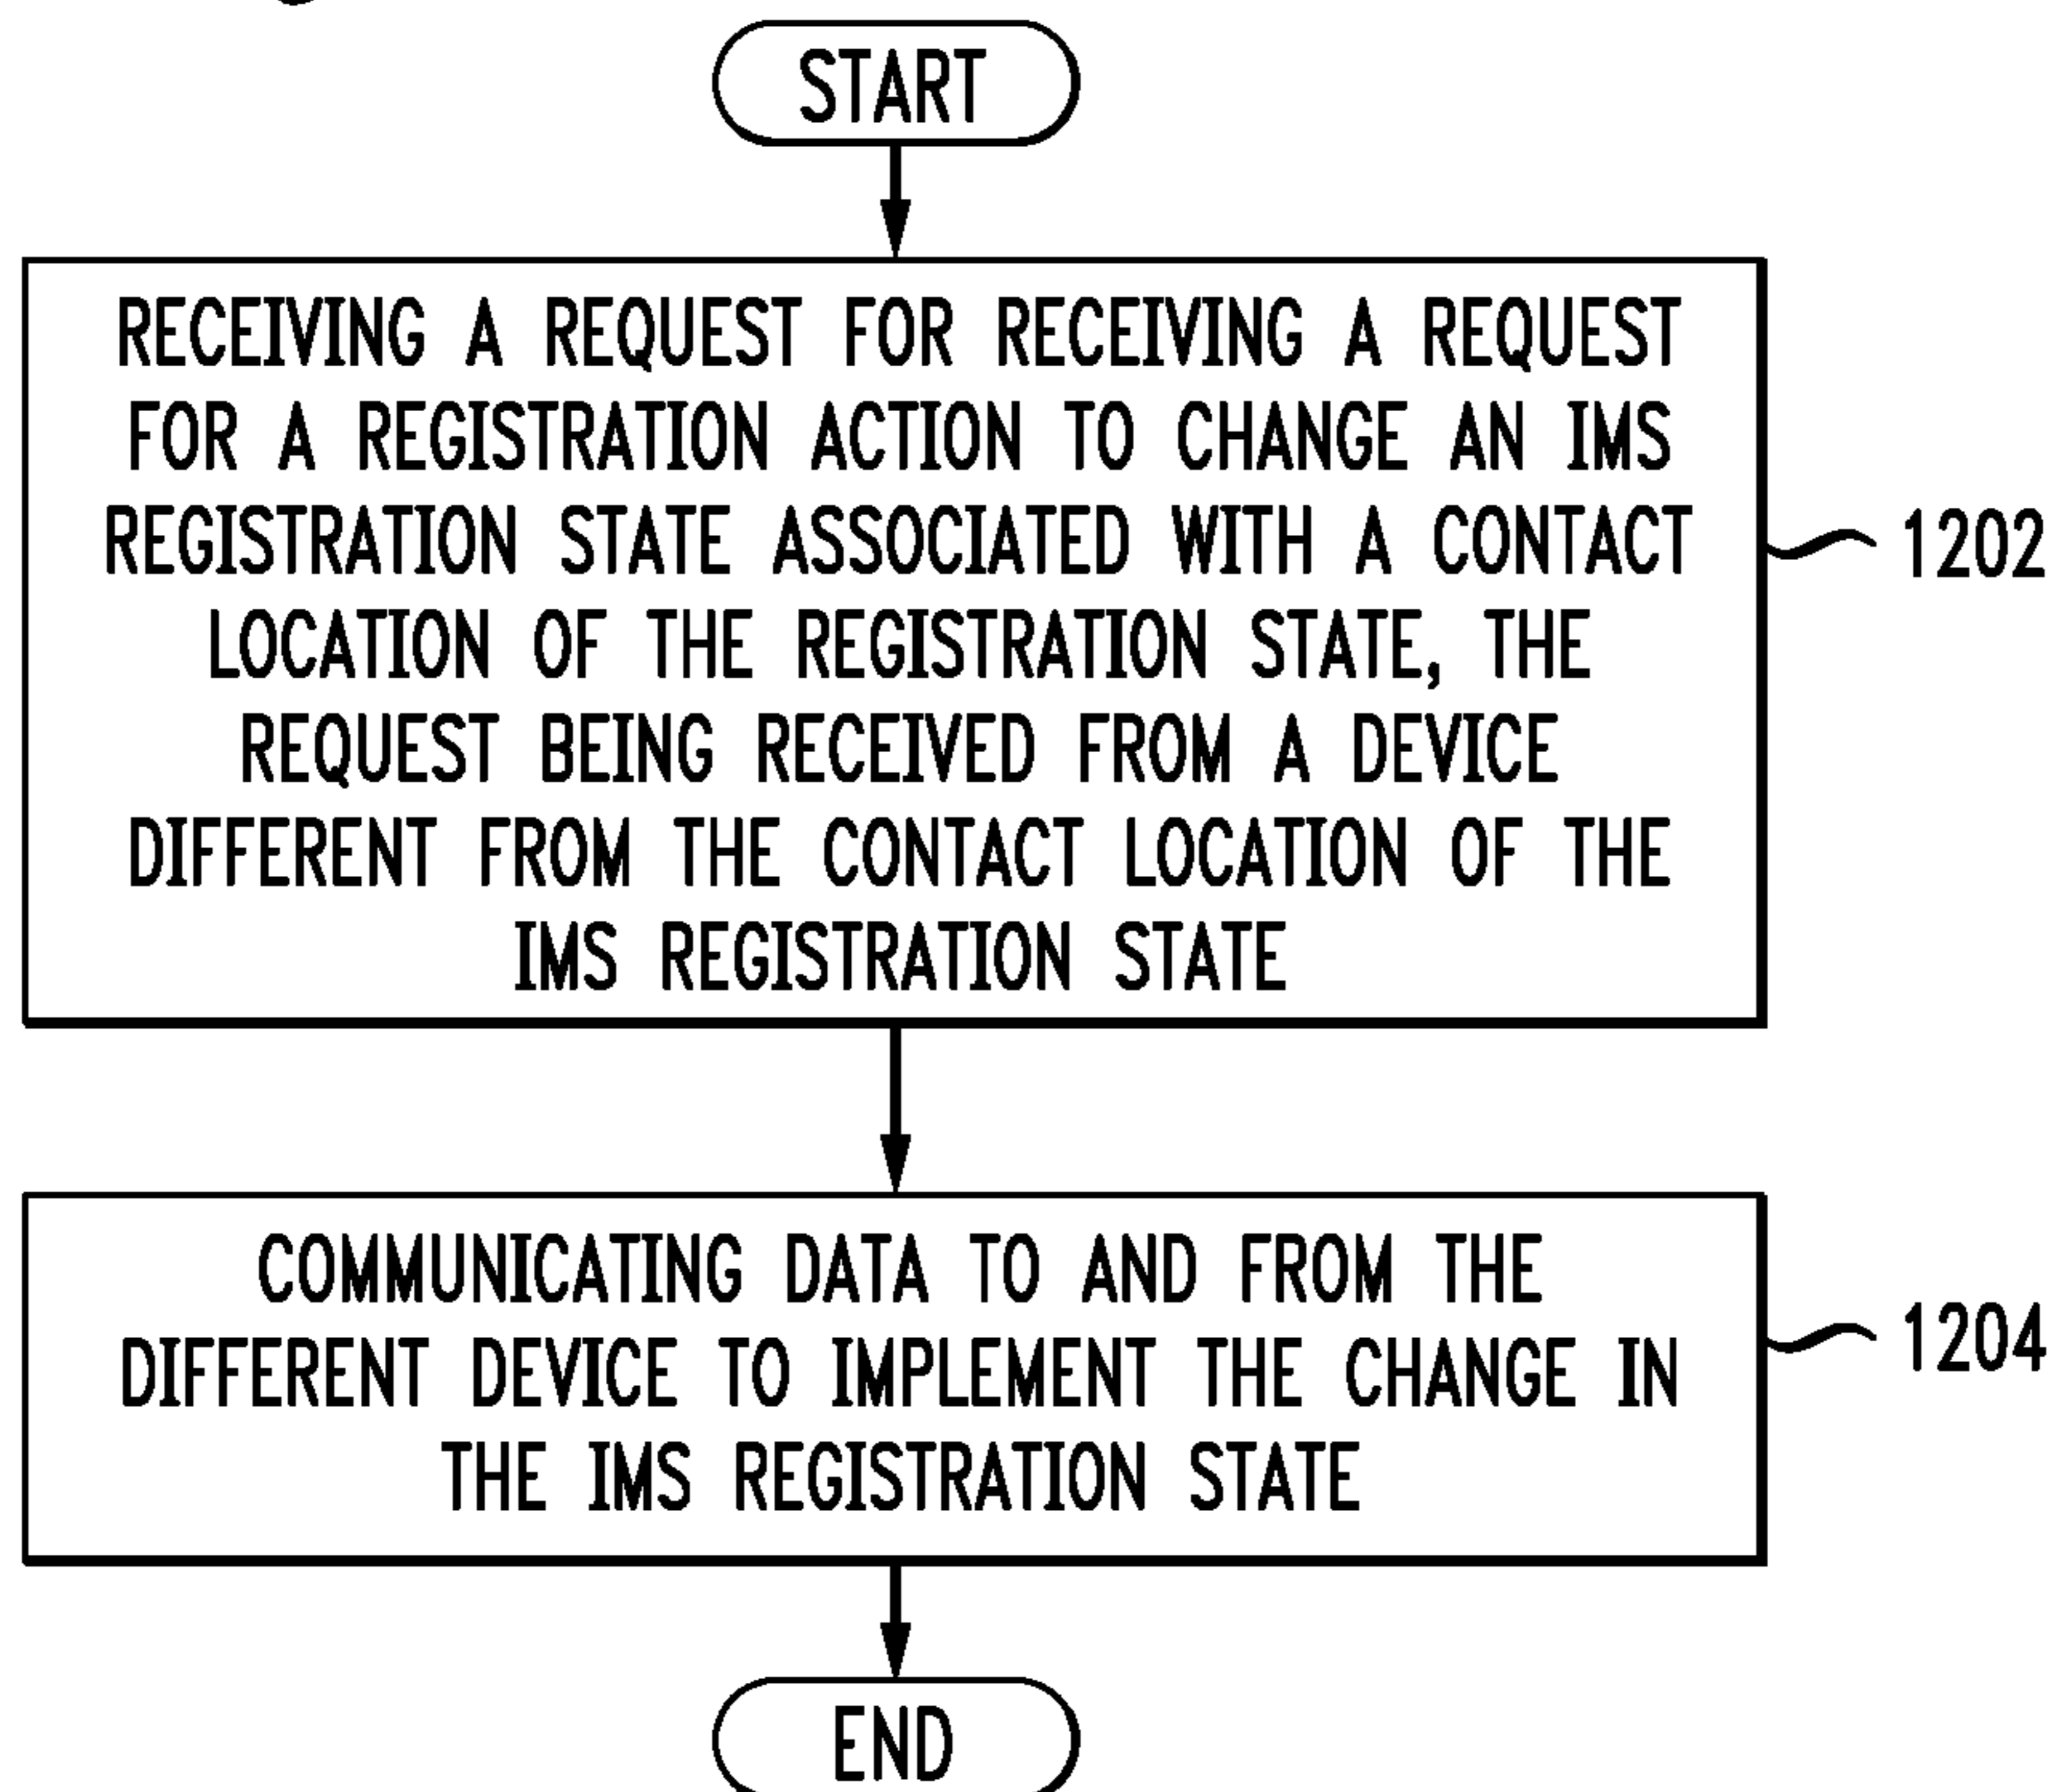 START
RECEIVING A REQUEST FOR RECEIVING A REQUEST
FOR A REGISTRATION ACTION TO CHANGE AN IMS
REGISTRATION STATE ASSOCIATED WITH A CONTACT
LOCATION OF THE REGISTRATION STATE, THE
REQUEST BEING RECEIVED FROM A DEVICE
DIFFERENT FROM THE CONTACT LOCATION OF THE
IMS REGISTRATION STATE
1202
COMMUNICATING DATA TO AND FROM THE
DIFFERENT DEVICE TO IMPLEMENT THE CHANGE IN
THE IMS REGISTRATION STATE
1204
END